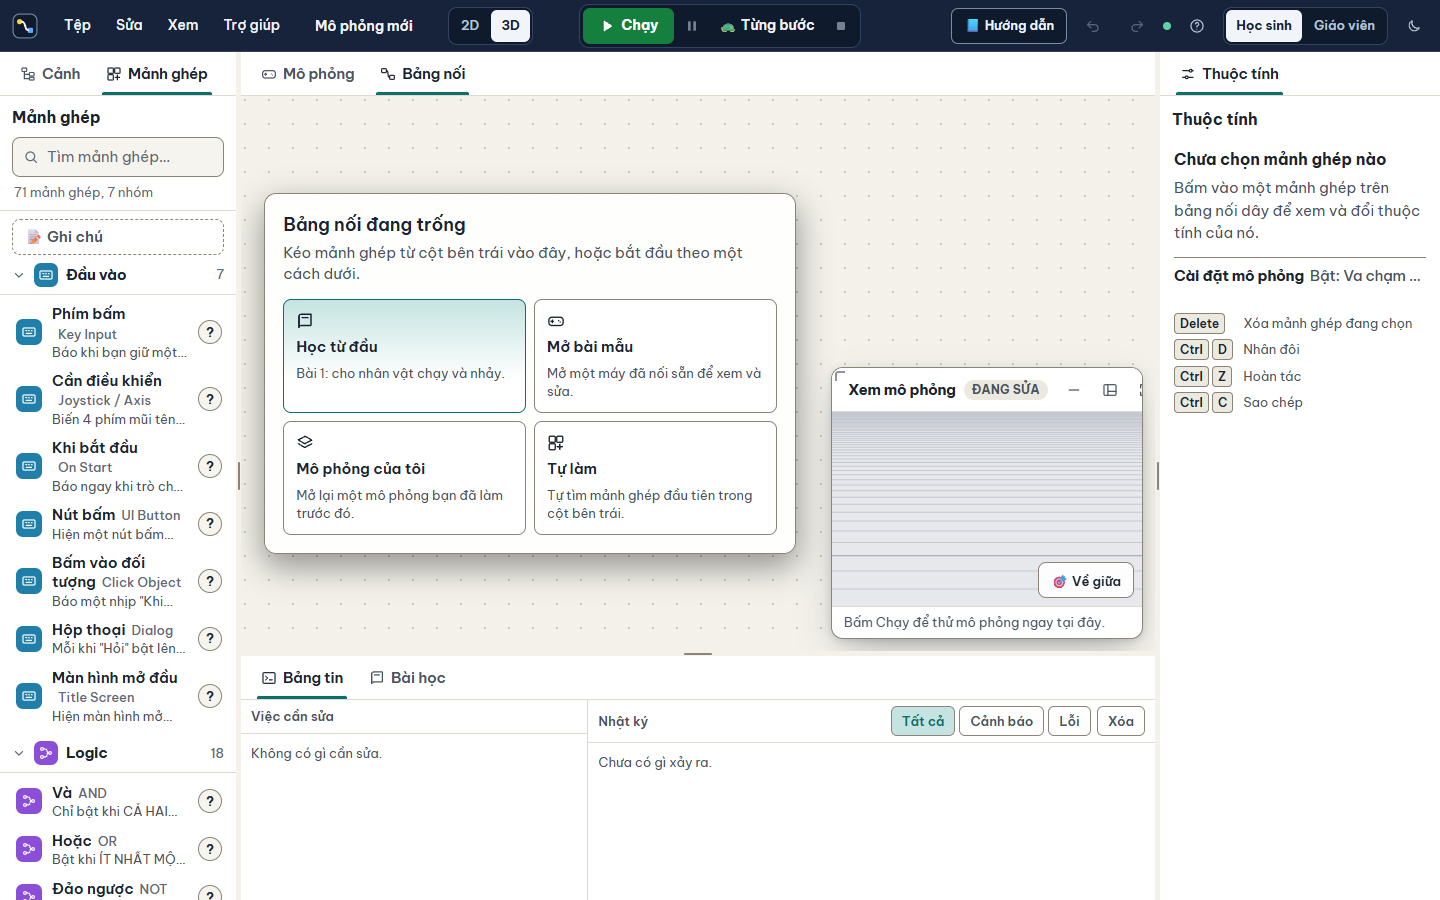 Tệp Sửa Xem Trợ giúp Mô phỏng mới 2D 3D Chạy Từng bước Hướng dẫn Học sinh Giáo viên
Cảnh Mảnh ghép
Mảnh ghép
Tìm mảnh ghép...
71 mảnh ghép, 7 nhóm
Ghi chú
Đầu vào 7
Phím bấm
Key Input
Báo khi bạn giữ một...
?
Cần điều khiển
Joystick / Axis
Biến 4 phím mũi tên...
?
Khi bắt đầu
On Start
Báo ngay khi trò ch...
?
Nút bấm UI Button
Hiện một nút bấm...
?
Bấm vào đối
tượng Click Object
Báo một nhịp "Khi...
?
Hộp thoại Dialog
Mỗi khi "Hỏi" bật lên...
?
Màn hình mở đầu
Title Screen
Hiện màn hình mở...
?
Logic 18
Và AND
Chỉ bật khi CẢ HAI...
?
Hoặc OR
Bật khi ÍT NHẤT MỘ...
?
Đảo ngược NOT
?
Mô phỏng Bảng nối
Bảng nối đang trống
Kéo mảnh ghép từ cột bên trái vào đây, hoặc bắt đầu theo một
cách dưới.
Học từ đầu
Bài 1: cho nhân vật chạy và nhảy.
Mở bài mẫu
Mở một máy đã nối sẵn để xem và
sửa.
Mô phỏng của tôi
Mở lại một mô phỏng bạn đã làm
trước đó.
Tự làm
Tự tìm mảnh ghép đầu tiên trong
cột bên trái.
Xem mô phỏng ĐANG SỬA
Về giữa
Bấm Chạy để thử mô phỏng ngay tại đây.
Bảng tin Bài học
Việc cần sửa
Không có gì cần sửa.
Nhật ký Tất cả Cảnh báo Lỗi Xóa
Chưa có gì xảy ra.
Thuộc tính
Thuộc tính
Chưa chọn mảnh ghép nào
Bấm vào một mảnh ghép trên
bảng nối dây để xem và đổi thuộc
tính của nó.
Cài đặt mô phỏng Bật: Va chạm ...
Delete Xóa mảnh ghép đang chọn
Ctrl D Nhân đôi
Ctrl Z Hoàn tác
Ctrl C Sao chép